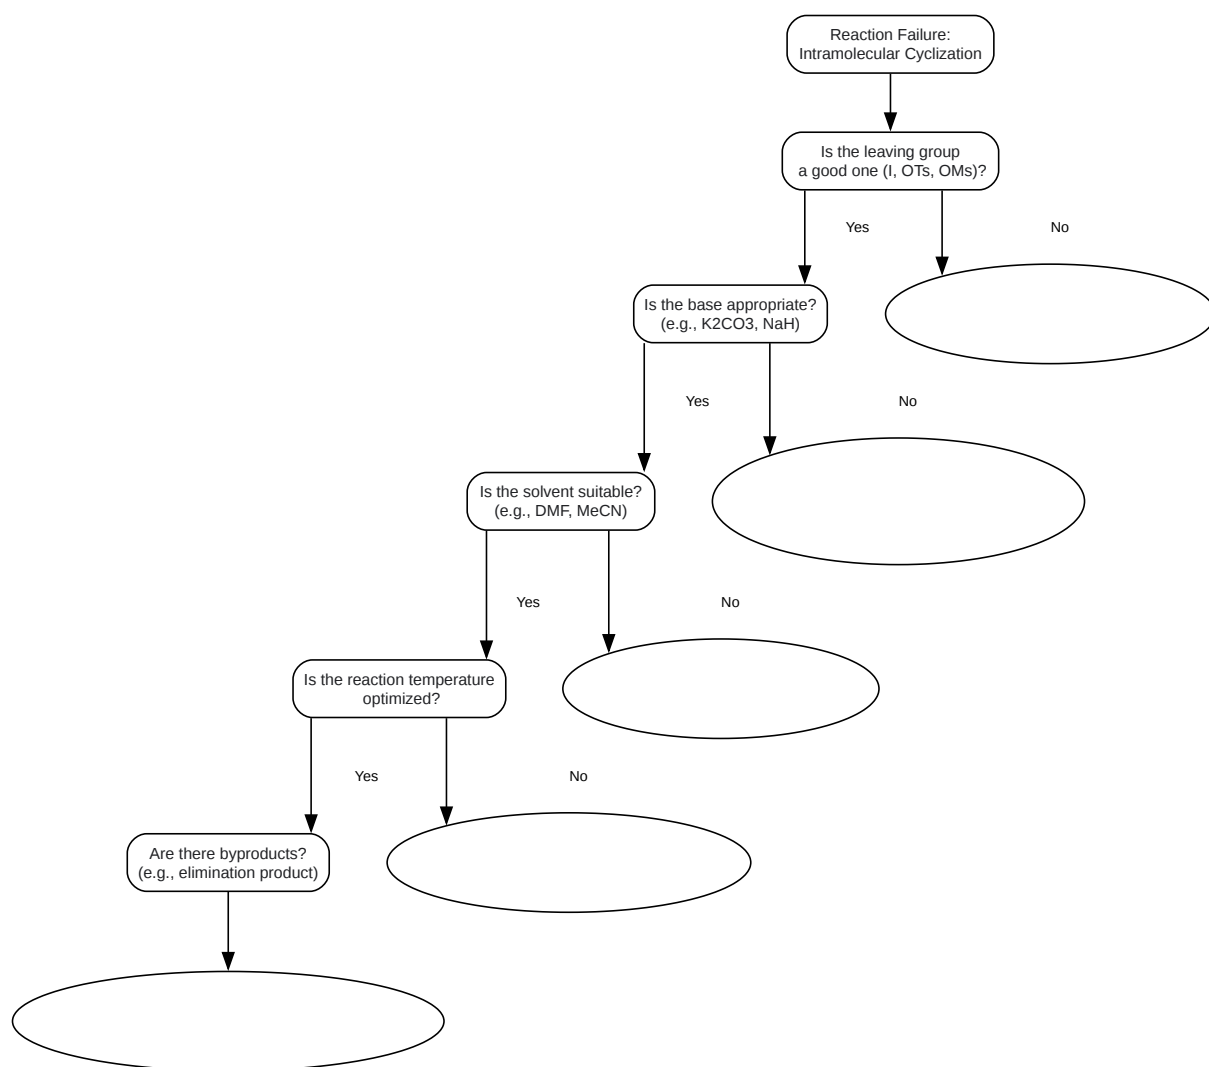 Reaction Failure:
Intramolecular Cyclization
Is the leaving group
a good one (I, OTs, OMs)?
Yes
No
Is the base appropriate?
(e.g., K2CO3, NaH)
Yes
No
Is the solvent suitable?
(e.g., DMF, MeCN)
Yes
No
Is the reaction temperature
optimized?
Yes
No
Are there byproducts?
(e.g., elimination product)